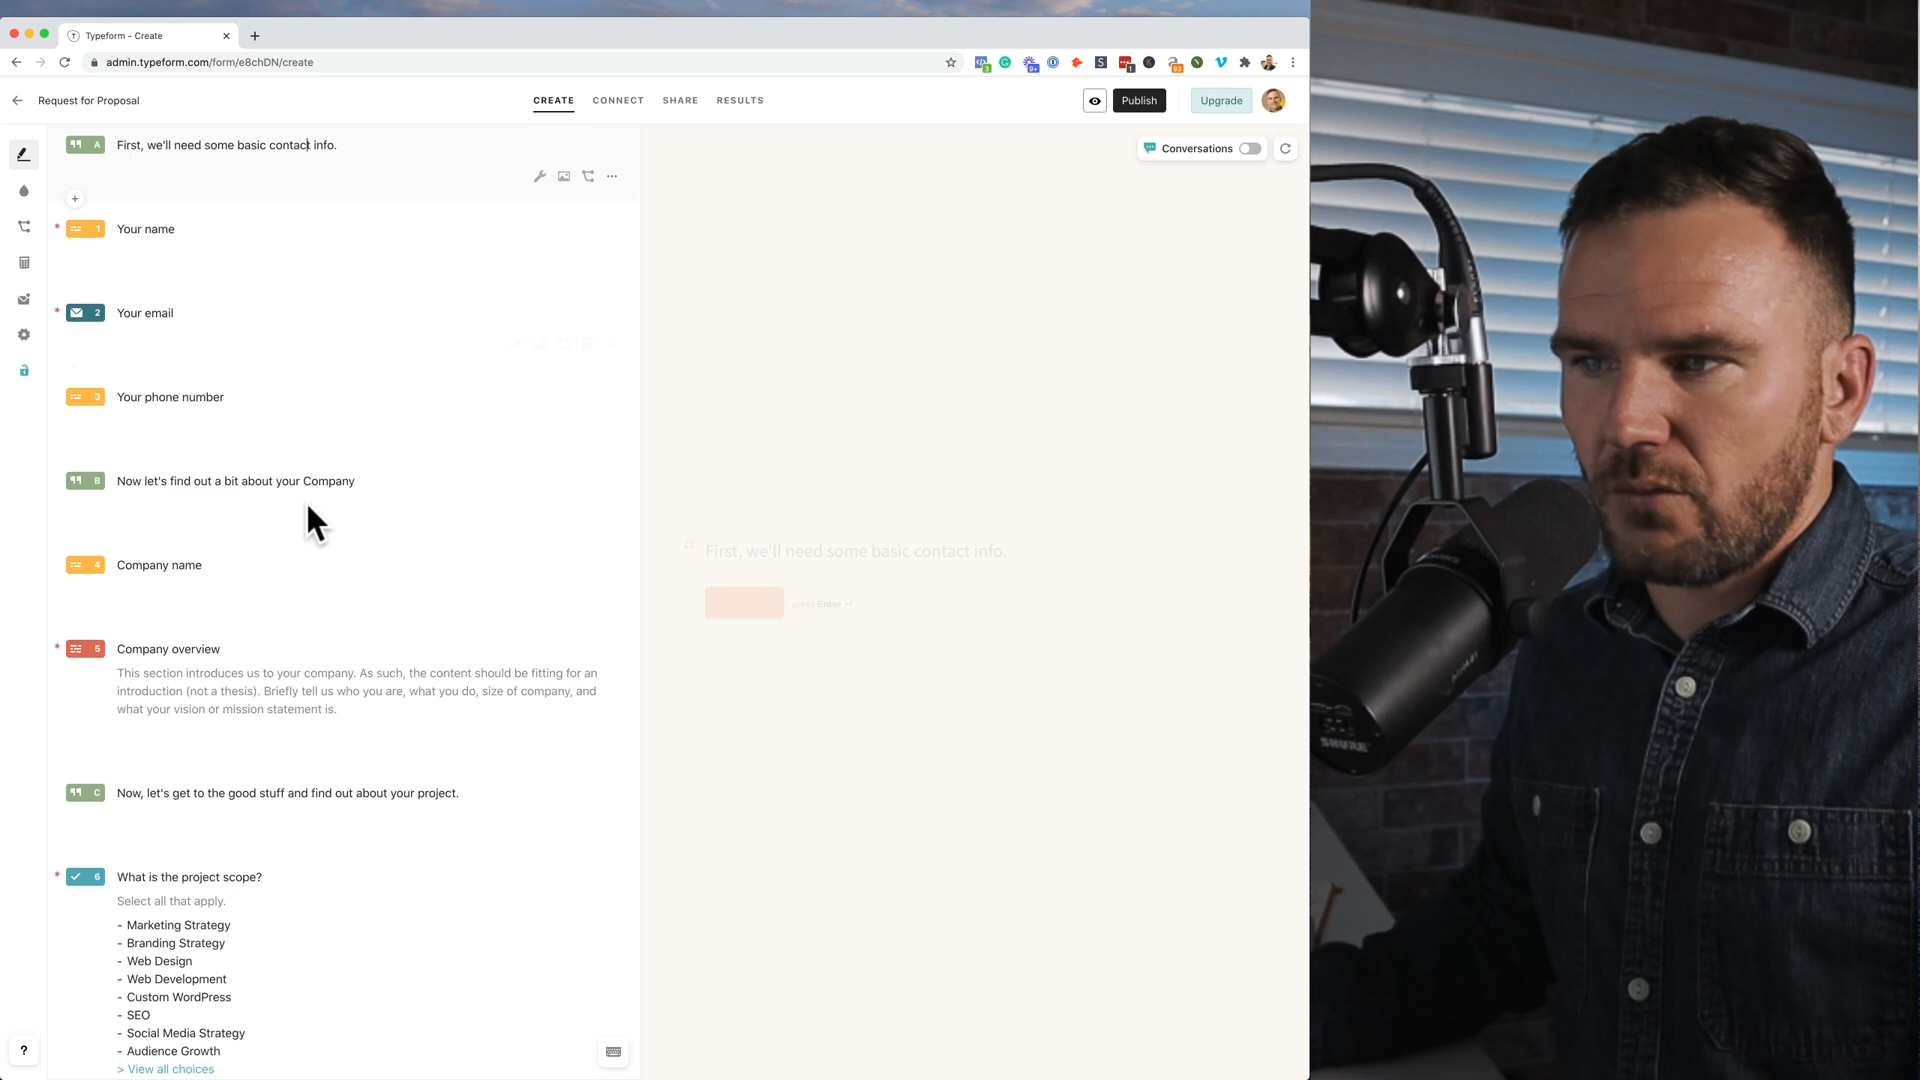 Typeform - Create
admin.typeform.com/form/e8chDN/create
Request for Proposal
CREATE
CONNECT
SHARE
RESULTS
Publish
Upgrade
A
First, we'll need some basic contact info.
Conversations
1
Your name
2
Your email
3
Your phone number
B
Now let's find out a bit about your Company
First, we'll need some basic contact info.
press Enter ↵
4
Company name
5
Company overview
This section introduces us to your company. As such, the content should be fitting for an
introduction (not a thesis). Briefly tell us who you are, what you do, size of company, and
what your vision or mission statement is.
C
Now, let's get to the good stuff and find out about your project.
6
What is the project scope?
Select all that apply.
- Marketing Strategy
- Branding Strategy
- Web Design
- Web Development
- Custom WordPress
- SEO
- Social Media Strategy
- Audience Growth
> View all choices
?
SHURE